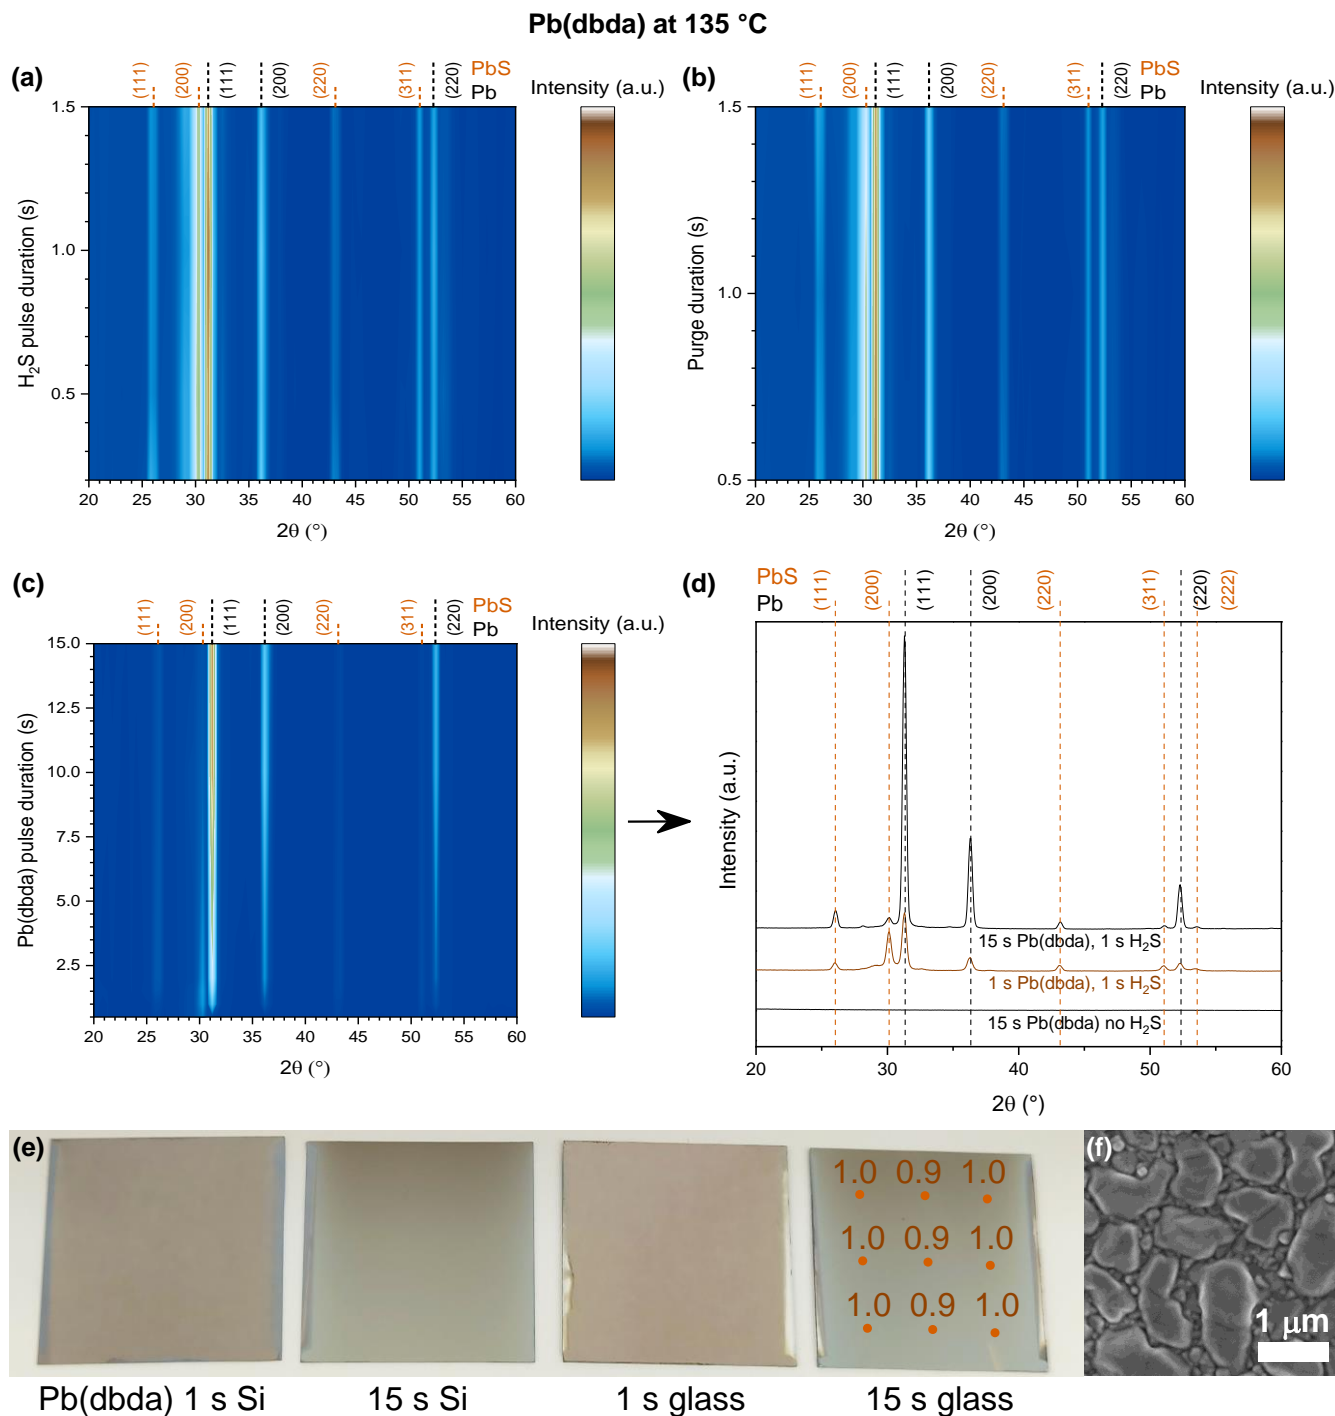 Pb(dbda) at 135 °C
(a)
(111) (200) (111) (200) (220) (311) (220) PbS
Pb
Intensity (a.u.)
1.5
1.0
0.5
H₂S pulse duration (s)
20 25 30 35 40 45 50 55 60
2θ (°)
(b)
(111) (200) (111) (200) (220) (311) (220) PbS
Pb
Intensity (a.u.)
1.5
1.0
0.5
Purge duration (s)
20 25 30 35 40 45 50 55 60
2θ (°)
(c)
(111) (200) (111) (200) (220) (311) (220) PbS
Pb
Intensity (a.u.)
15.0
12.5
10.0
7.5
5.0
2.5
Pb(dbda) pulse duration (s)
20 25 30 35 40 45 50 55 60
2θ (°)
(d)
PbS
Pb
(111) (200) (111) (200) (220) (311) (220) (222)
Intensity (a.u.)
15 s Pb(dbda), 1 s H₂S
1 s Pb(dbda), 1 s H₂S
15 s Pb(dbda) no H₂S
20 30 40 50 60
2θ (°)
(e)
1.0 0.9 1.0
1.0 0.9 1.0
1.0 0.9 1.0
Pb(dbda) 1 s Si
15 s Si
1 s glass
15 s glass
(f)
1 μm